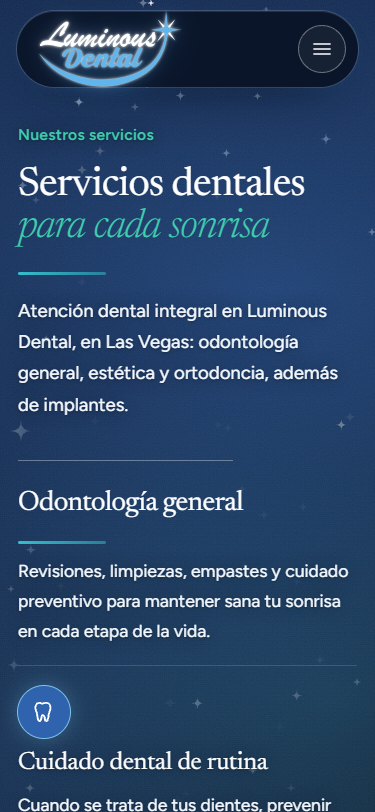 Luminous
Dental
Nuestros servicios
Servicios dentales
para cada sonrisa
Atención dental integral en Luminous
Dental, en Las Vegas: odontología
general, estética y ortodoncia, además
de implantes.
Odontología general
Revisiones, limpiezas, empastes y cuidado
preventivo para mantener sana tu sonrisa
en cada etapa de la vida.
Cuidado dental de rutina
Cuando se trata de tus dientes, prevenir